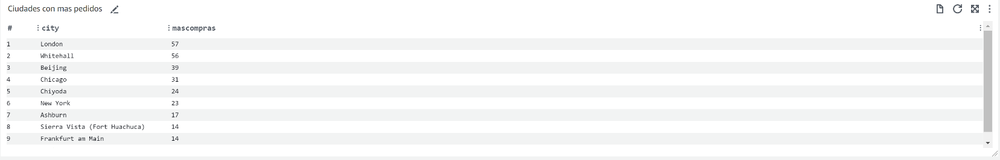 Ciudades con mas pedidos
# city mascompras
1 London 57
2 Whitehall 56
3 Beijing 39
4 Chicago 31
5 Chiyoda 24
6 New York 23
7 Ashburn 17
8 Sierra Vista (Fort Huachuca) 14
9 Frankfurt am Main 14